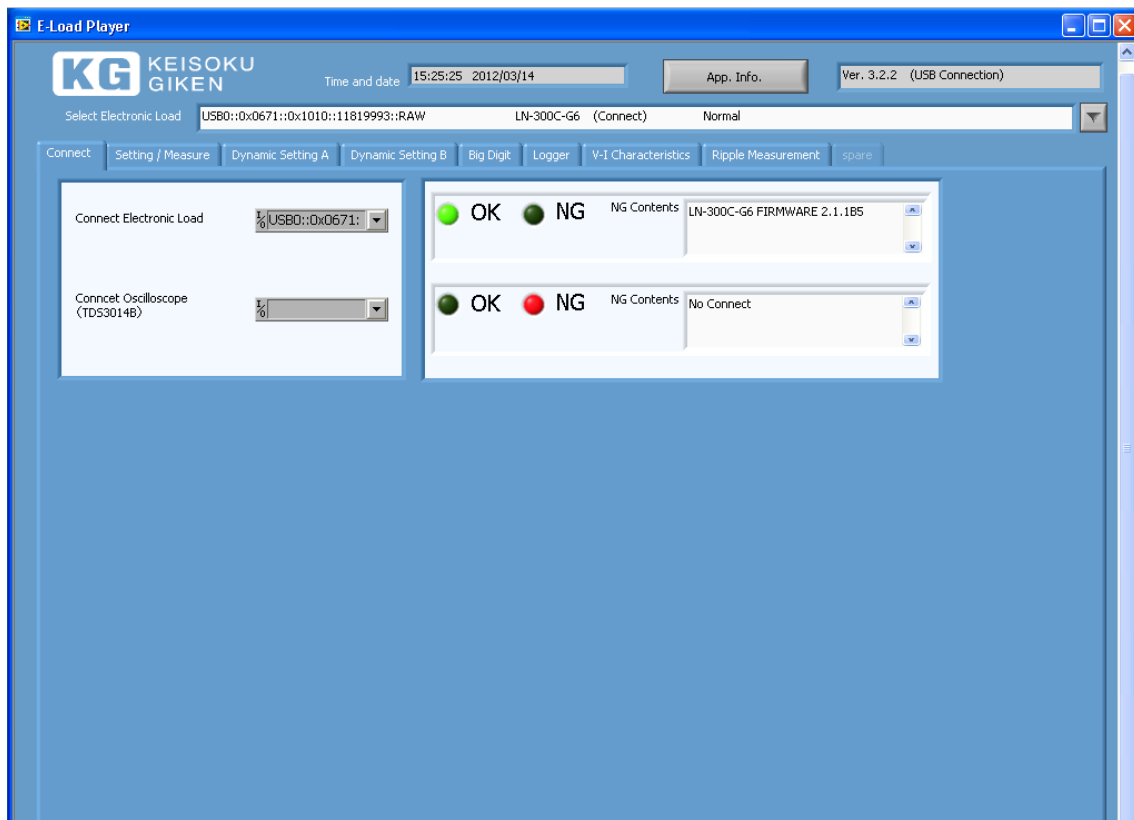 E-Load Player
KG KEISOKU GIKEN
Time and date 15:25:25 2012/03/14
App. Info.
Ver. 3.2.2 (USB Connection)
Select Electronic Load USB0::0x0671::0x1010::11819993::RAW LN-300C-G6 (Connect) Normal
Connect Setting / Measure Dynamic Setting A Dynamic Setting B Big Digit Logger V-I Characteristics Ripple Measurement spare
Connect Electronic Load I/O USB0::0x0671:
OK NG NG Contents LN-300C-G6 FIRMWARE 2.1.1B5
Conncet Oscilloscope
(TDS3014B) I/O
OK NG NG Contents No Connect